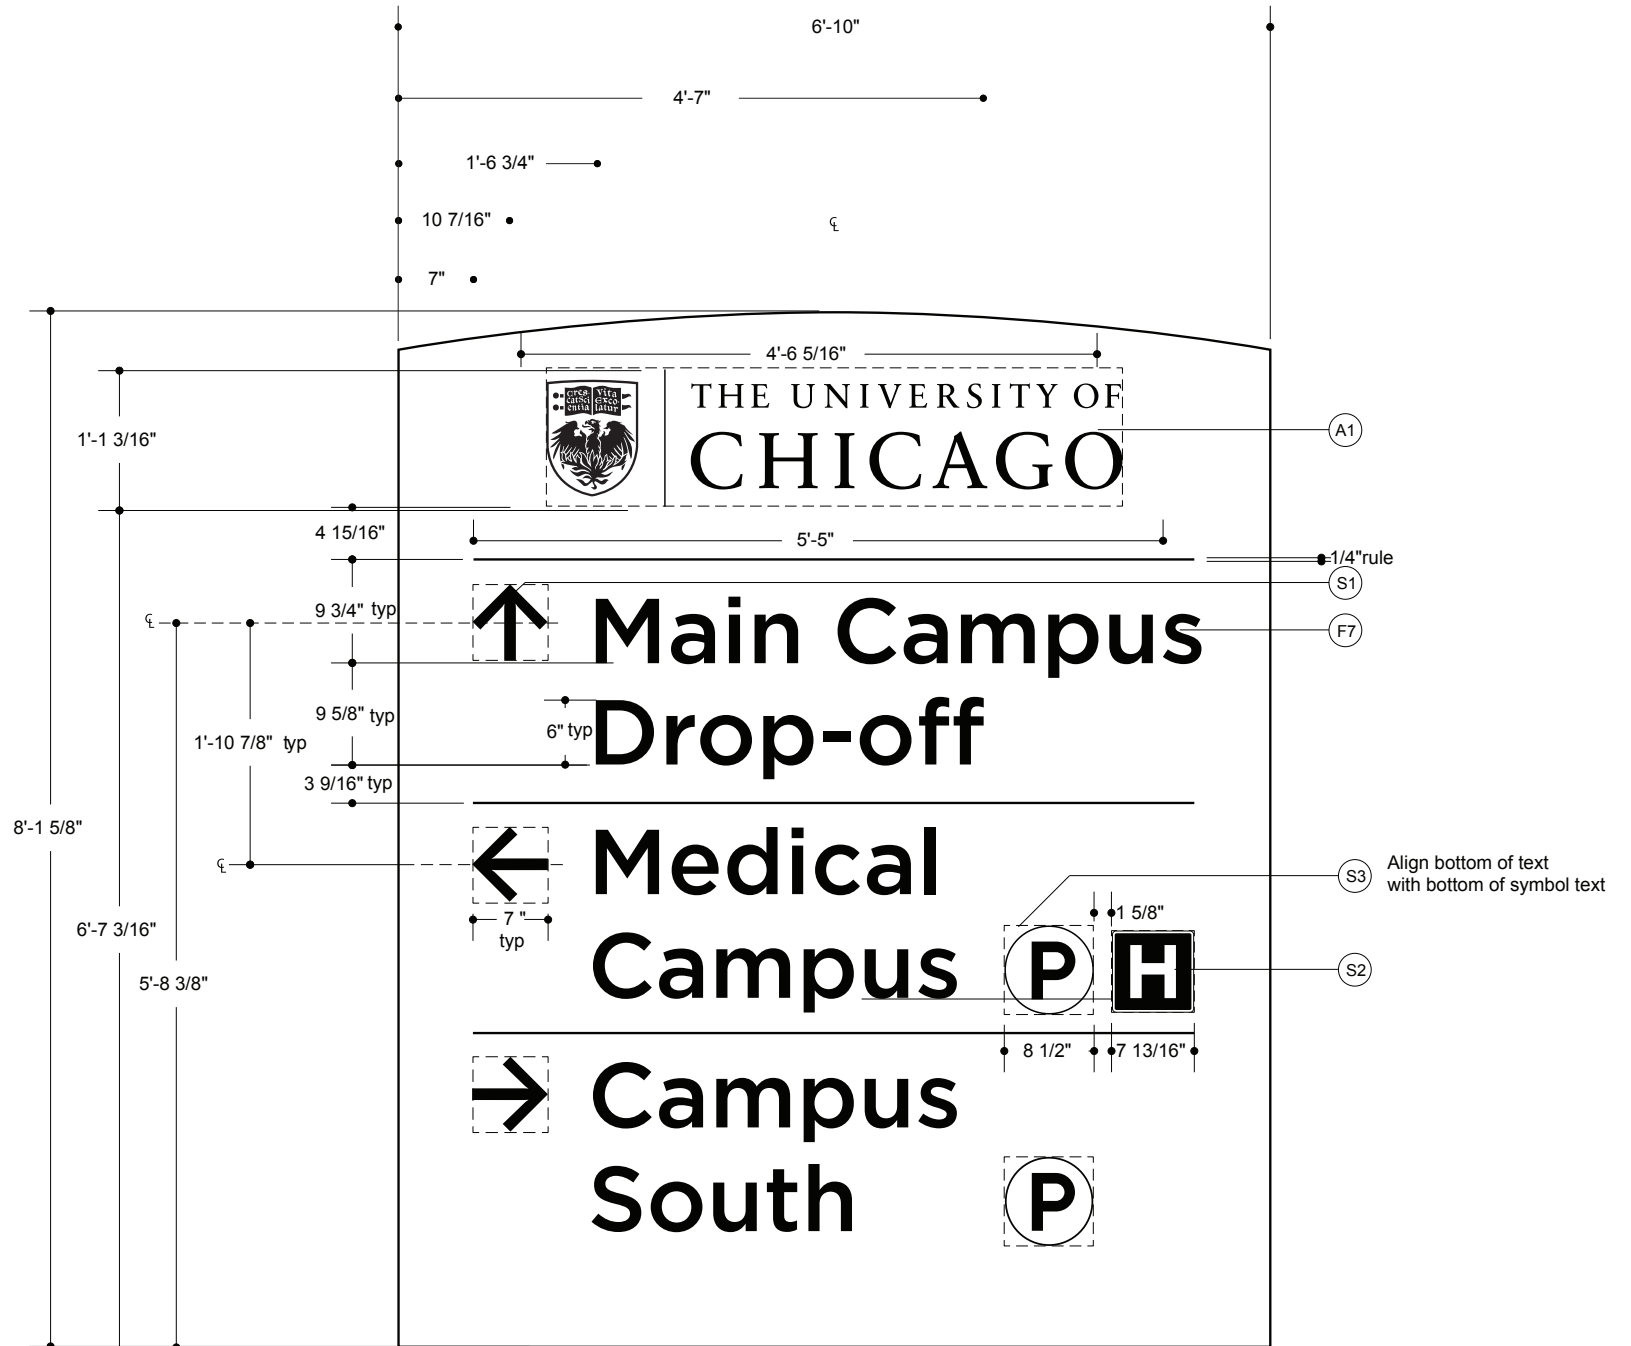 6'-10"
4'-7"
1'-6 3/4"
10 7/16"
℄
7"
4'-6 5/16"
crescat scientia
vita excolatur
THE UNIVERSITY OF
CHICAGO
A1
1'-1 3/16"
4 15/16"
5'-5"
1/4"rule
S1
9 3/4" typ
℄
Main Campus
F7
9 5/8" typ
6" typ
Drop-off
1'-10 7/8" typ
3 9/16" typ
8'-1 5/8"
℄
Medical
S3
Align bottom of text
with bottom of symbol text
7 "
typ
1 5/8"
6'-7 3/16"
5'-8 3/8"
Campus P H
S2
8 1/2"
7 13/16"
Campus
South P